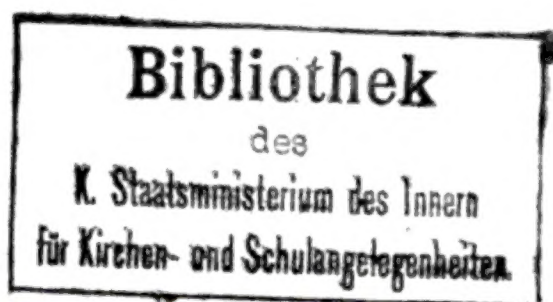 Bibliothek
des
K. Staatsministerium des Innern
für Kirchen- und Schulangelegenheiten.